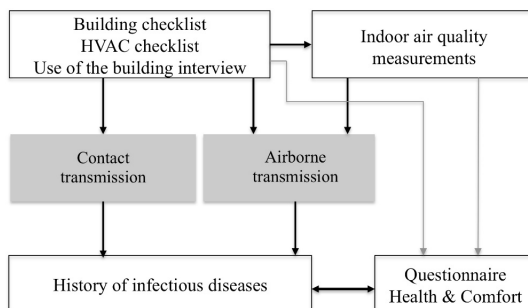 Building checklist
HVAC checklist
Use of the building interview
Indoor air quality
measurements
Contact
transmission
Airborne
transmission
History of infectious diseases
Questionnaire
Health & Comfort